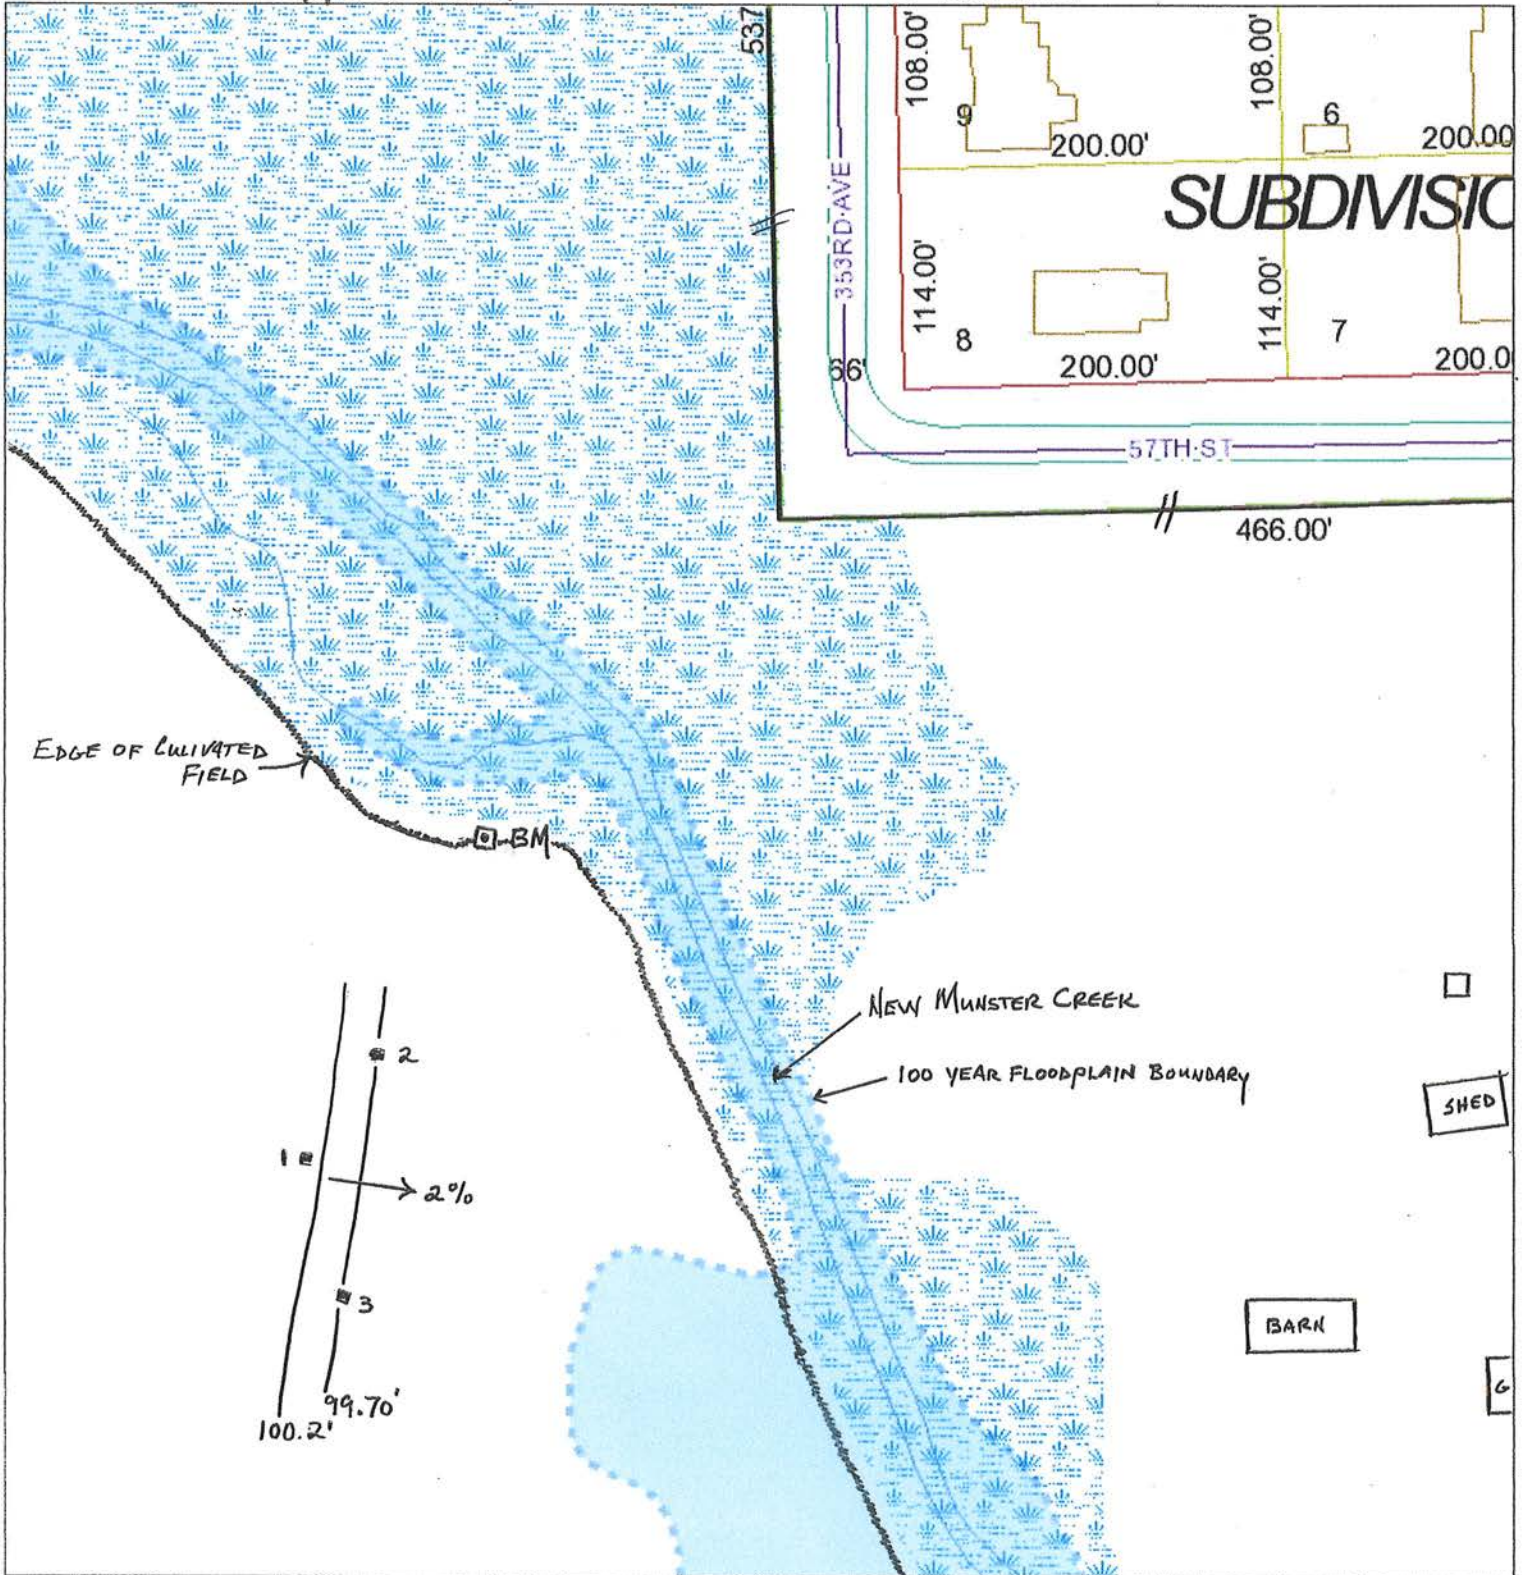 537
108.00'
108.00'
9
6
200.00'
200.00
353RD AVE
SUBDIVISIO
114.00'
114.00'
8
7
66'
200.00'
200.0
57TH ST
466.00'
EDGE OF CULIVATED
FIELD
BM
NEW MUNSTER CREEK
2
100 YEAR FLOODPLAIN BOUNDARY
SHED
1
2%
3
BARN
G
99.70'
100.2'